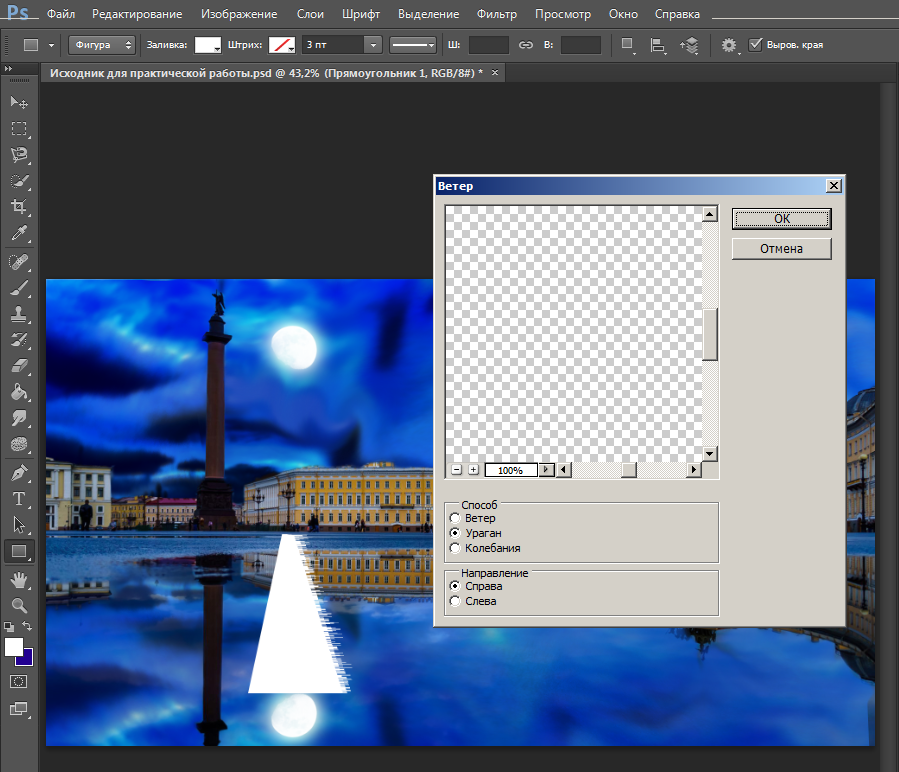 Ps Файл Редактирование Изображение Слои Шрифт Выделение Фильтр Просмотр Окно Справка
Фигура Заливка: Штрих: 3 пт Ш: В: Выров. края
Исходник для практической работы.psd @ 43,2% (Прямоугольник 1, RGB/8#) * ×
Ветер
OK
Отмена
100%
Способ
Ветер
Ураган
Колебания
Направление
Справа
Слева